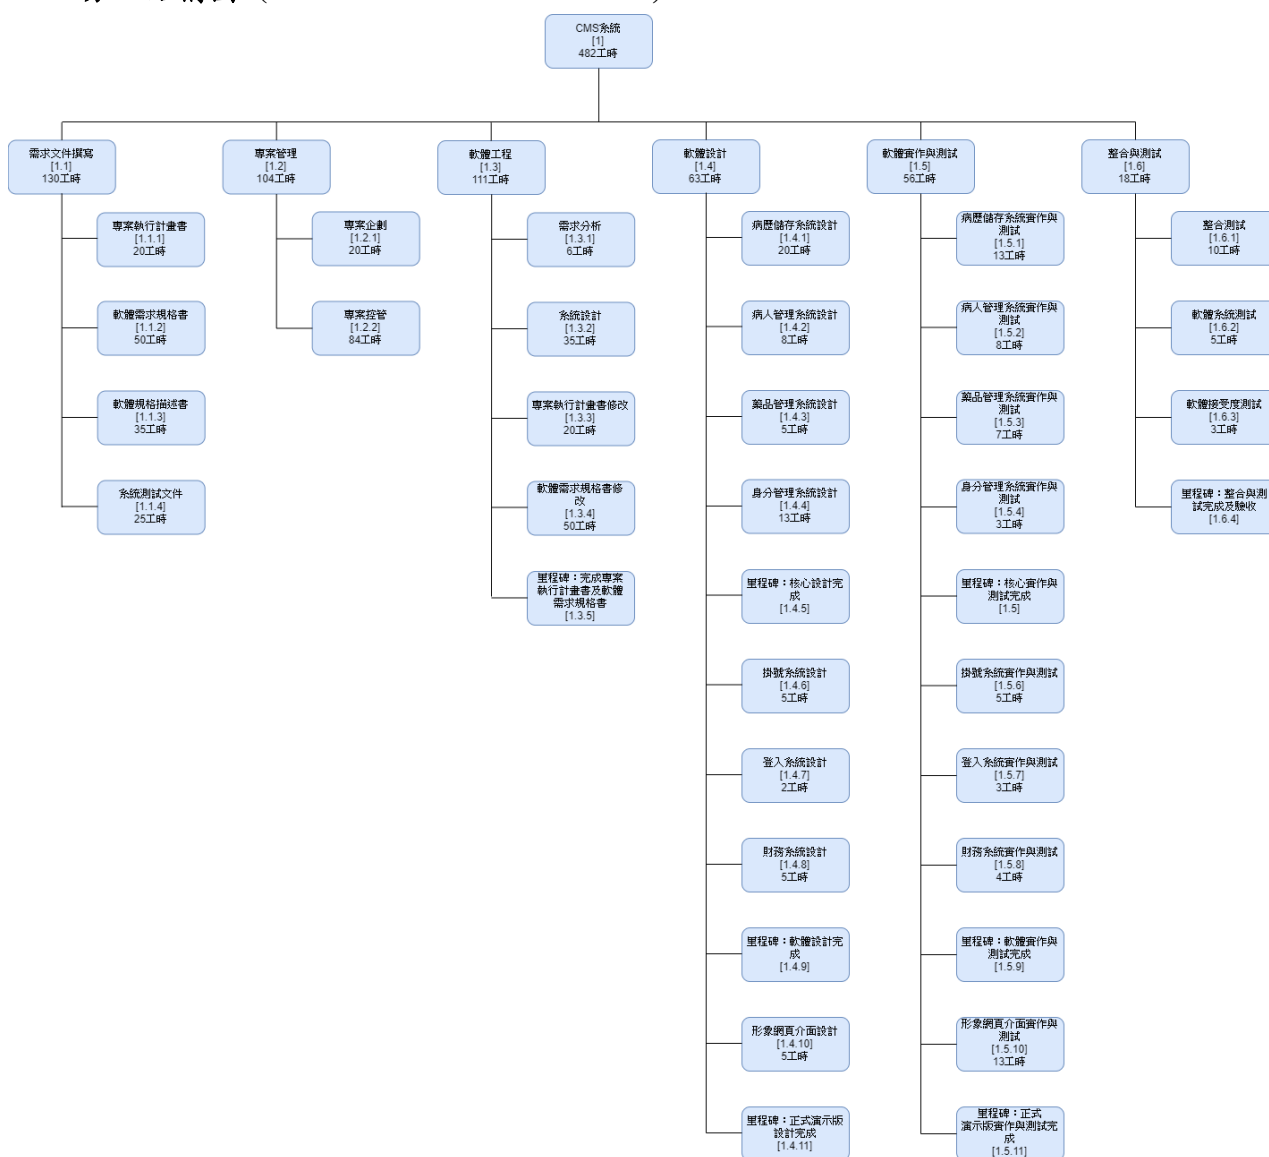 CMS系統
[1]
482工時
需求文件撰寫
[1.1]
130工時
專案執行計畫書
[1.1.1]
20工時
軟體需求規格書
[1.1.2]
50工時
軟體規格描述書
[1.1.3]
35工時
系統測試文件
[1.1.4]
25工時
專案管理
[1.2]
104工時
專案企劃
[1.2.1]
20工時
專案控管
[1.2.2]
84工時
軟體工程
[1.3]
111工時
需求分析
[1.3.1]
6工時
系統設計
[1.3.2]
35工時
專案執行計畫書修改
[1.3.3]
20工時
軟體需求規格書修
改
[1.3.4]
50工時
里程碑：完成專案
執行計畫書及軟體
需求規格書
[1.3.5]
軟體設計
[1.4]
63工時
病歷儲存系統設計
[1.4.1]
20工時
病人管理系統設計
[1.4.2]
8工時
藥品管理系統設計
[1.4.3]
5工時
身分管理系統設計
[1.4.4]
13工時
里程碑：核心設計完
成
[1.4.5]
掛號系統設計
[1.4.6]
5工時
登入系統設計
[1.4.7]
2工時
財務系統設計
[1.4.8]
5工時
里程碑：軟體設計完
成
[1.4.9]
形象網頁介面設計
[1.4.10]
5工時
里程碑：正式演示版
設計完成
[1.4.11]
軟體實作與測試
[1.5]
56工時
病歷儲存系統實作與
測試
[1.5.1]
13工時
病人管理系統實作與
測試
[1.5.2]
8工時
藥品管理系統實作與
測試
[1.5.3]
7工時
身分管理系統實作與
測試
[1.5.4]
3工時
里程碑：核心實作與
測試完成
[1.5]
掛號系統實作與測試
[1.5.6]
5工時
登入系統實作與測試
[1.5.7]
3工時
財務系統實作與測試
[1.5.8]
4工時
里程碑：軟體實作與
測試完成
[1.5.9]
形象網頁介面實作與
測試
[1.5.10]
13工時
里程碑：正式
演示版實作與測試完
成
[1.5.11]
整合與測試
[1.6]
18工時
整合測試
[1.6.1]
10工時
軟體系統測試
[1.6.2]
5工時
軟體接受度測試
[1.6.3]
3工時
里程碑：整合與測
試完成及驗收
[1.6.4]